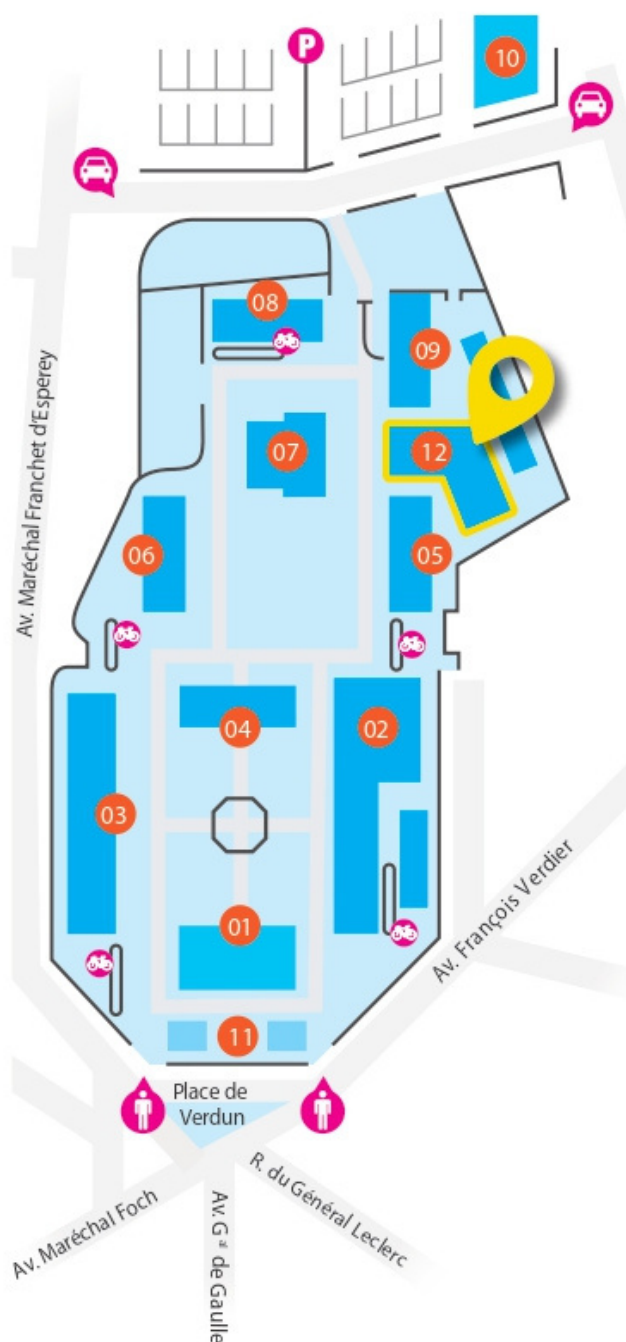 P
10
08
09
07
12
06
05
Av. Maréchal Franchet d'Esperey
04
02
03
01
Av. François Verdier
11
Place de
Verdun
Av. Maréchal Foch
Av. Gal de Gaulle
R. du Général Leclerc